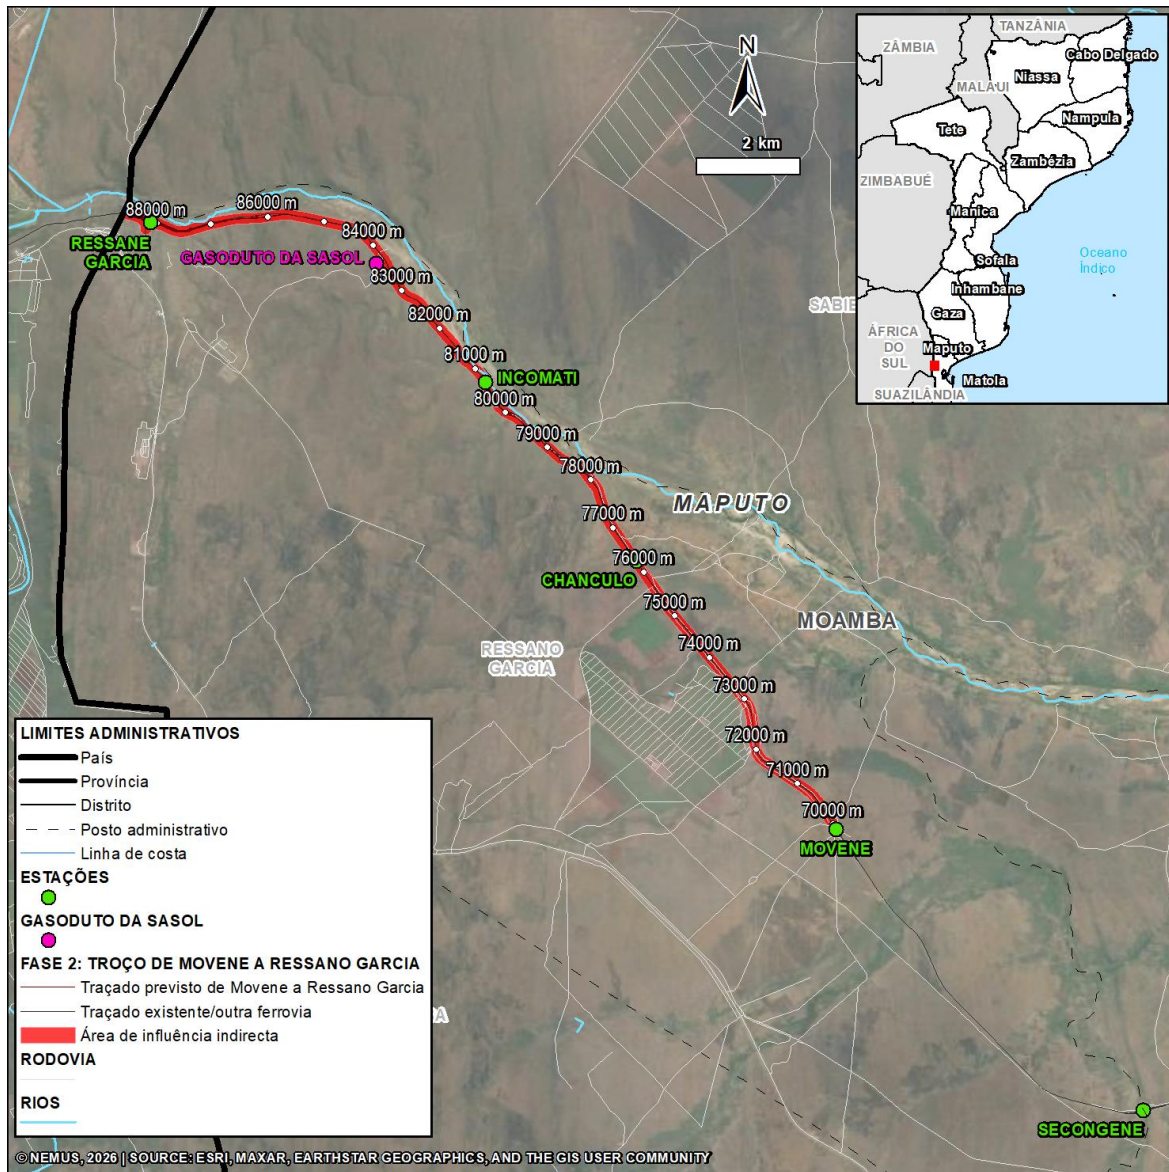 N
2 km
TANZÂNIA
ZÂMBIA
Cabo Delgado
Niassa
MALAUI
Nampula
Tete
Zambézia
ZIMBABUÉ
Manica
Sofala
Oceano
Índico
Inhambane
Gaza
ÁFRICA
DO
SUL
Maputo
Matola
SUAZILÂNDIA
88000 m
86000 m
84000 m
RESSANE
GARCIA
GASODUTO DA SASOL
83000 m
SABIE
82000 m
81000 m
INCOMATI
80000 m
79000 m
78000 m
MAPUTO
77000 m
76000 m
CHANCULO
75000 m
MOAMBA
RESSANO
GARCIA
74000 m
73000 m
72000 m
71000 m
70000 m
MOVENE
LIMITES ADMINISTRATIVOS
País
Província
Distrito
Posto administrativo
Linha de costa
ESTAÇÕES
GASODUTO DA SASOL
FASE 2: TROÇO DE MOVENE A RESSANO GARCIA
Traçado previsto de Movene a Ressano Garcia
Traçado existente/outra ferrovia
Área de influência indirecta
RODOVIA
RIOS
SECONGENE
© NEMUS, 2026 | SOURCE: ESRI, MAXAR, EARTHSTAR GEOGRAPHICS, AND THE GIS USER COMMUNITY